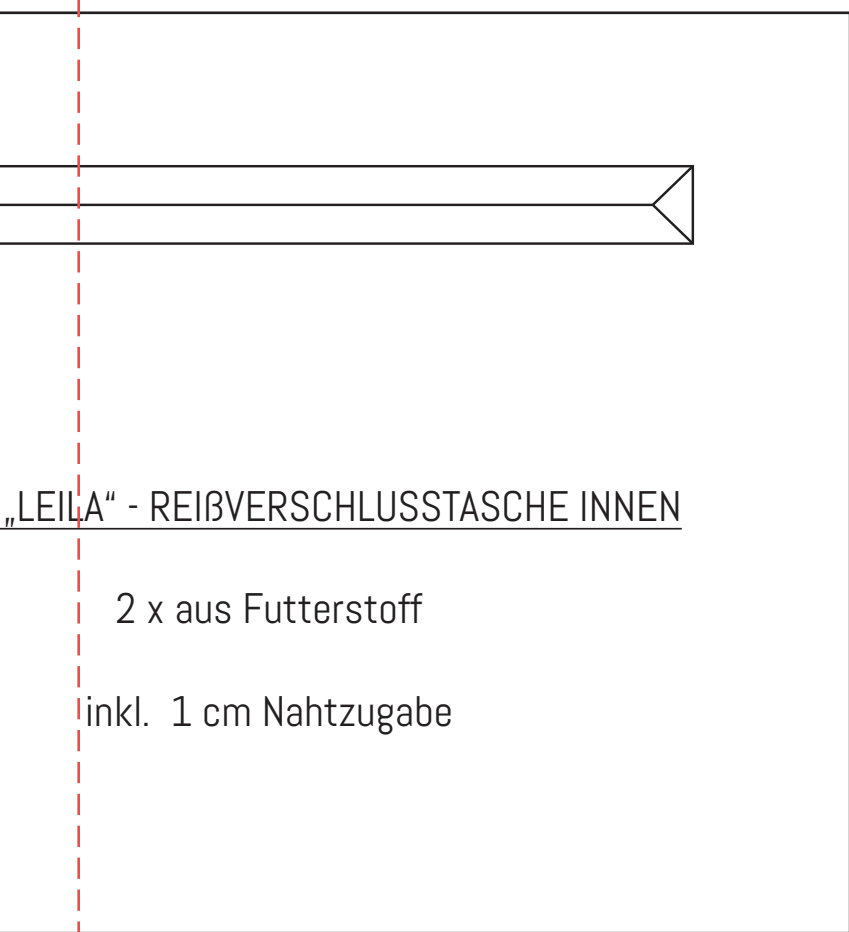 „LEILA“ - REIßVERSCHLUSSTASCHE INNEN
2 x aus Futterstoff
inkl. 1 cm Nahtzugabe